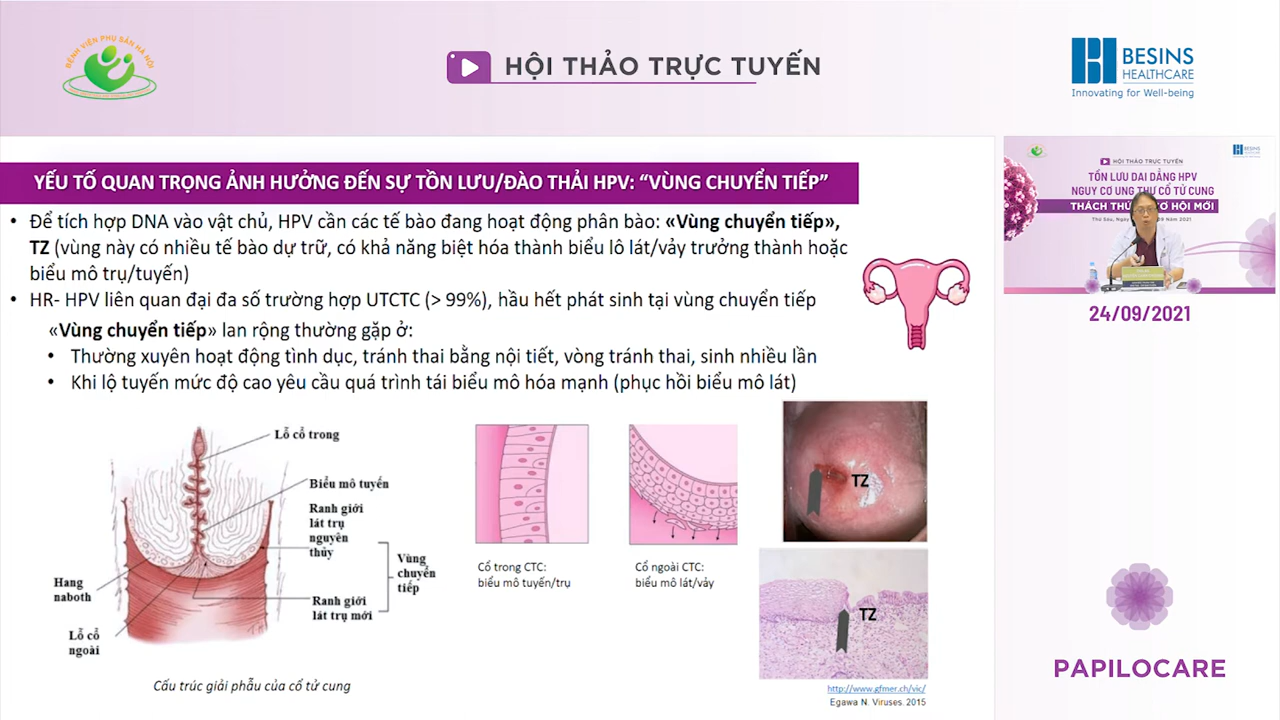 BỆNH VIỆN PHỤ SẢN HÀ NỘI
HỘI THẢO TRỰC TUYẾN
BESINS
HEALTHCARE
Innovating for Well-being
YẾU TỐ QUAN TRỌNG ẢNH HƯỞNG ĐẾN SỰ TỒN LƯU/ĐÀO THẢI HPV: “VÙNG CHUYỂN TIẾP”
• Để tích hợp DNA vào vật chủ, HPV cần các tế bào đang hoạt động phân bào: «Vùng chuyển tiếp»,
TZ (vùng này có nhiều tế bào dự trữ, có khả năng biệt hóa thành biểu lô lát/vảy trưởng thành hoặc
biểu mô trụ/tuyến)
• HR- HPV liên quan đại đa số trường hợp UTCTC (> 99%), hầu hết phát sinh tại vùng chuyển tiếp
«Vùng chuyển tiếp» lan rộng thường gặp ở:
• Thường xuyên hoạt động tình dục, tránh thai bằng nội tiết, vòng tránh thai, sinh nhiều lần
• Khi lộ tuyến mức độ cao yêu cầu quá trình tái biểu mô hóa mạnh (phục hồi biểu mô lát)
Lỗ cổ trong
Biểu mô tuyến
Ranh giới
lát trụ
nguyên
thủy
Vùng
chuyển
tiếp
Hang
naboth
Ranh giới
lát trụ mới
Lỗ cổ
ngoài
Cấu trúc giải phẫu của cổ tử cung
Cổ trong CTC:
biểu mô tuyến/trụ
Cổ ngoài CTC:
biểu mô lát/vảy
TZ
TZ
http://www.gfmer.ch/vic/
Egawa N. Viruses. 2015
HỘI THẢO TRỰC TUYẾN
BESINS
TỒN LƯU DAI DẲNG HPV
NGUY CƠ UNG THƯ CỔ TỬ CUNG
24/09/2021
PAPILOCARE